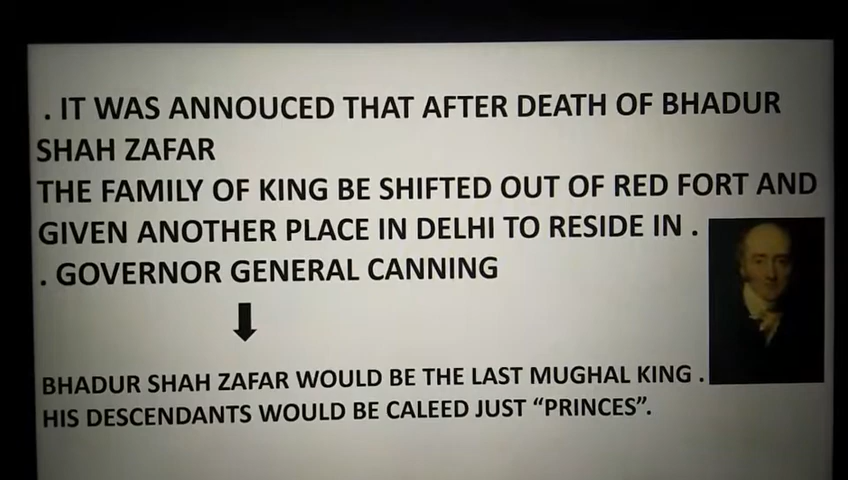 . IT WAS ANNOUCED THAT AFTER DEATH OF BHADUR
SHAH ZAFAR
THE FAMILY OF KING BE SHIFTED OUT OF RED FORT AND
GIVEN ANOTHER PLACE IN DELHI TO RESIDE IN .
. GOVERNOR GENERAL CANNING
BHADUR SHAH ZAFAR WOULD BE THE LAST MUGHAL KING .
HIS DESCENDANTS WOULD BE CALEED JUST “PRINCES”.